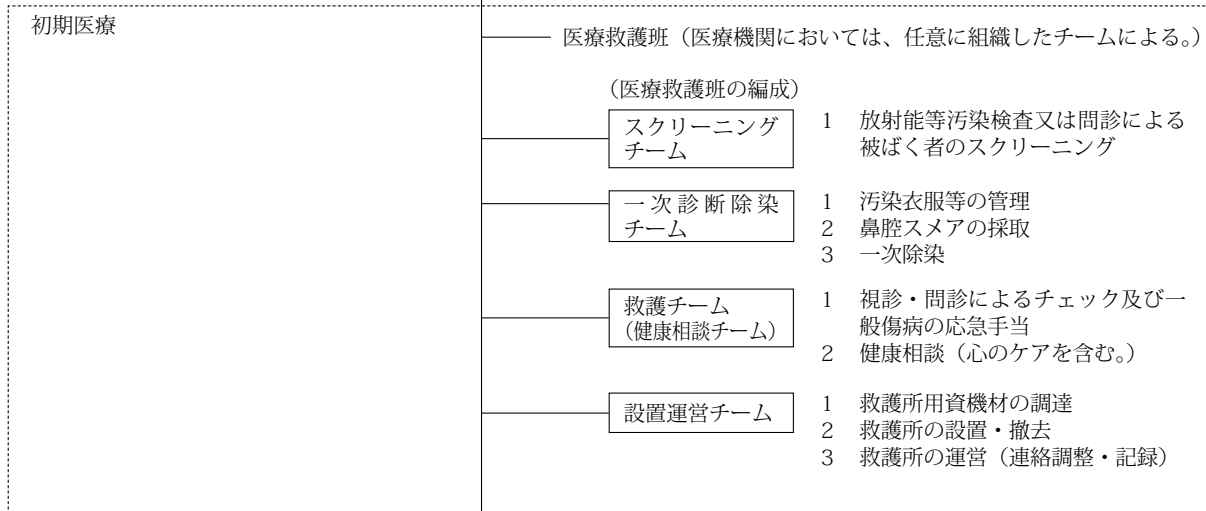 初期医療
医療救護班（医療機関においては、任意に組織したチームによる。）
（医療救護班の編成）
スクリーニング
チーム
1 放射能等汚染検査又は問診による
被ばく者のスクリーニング
一次診断除染
チーム
1 汚染衣服等の管理
2 鼻腔スメアの採取
3 一次除染
救護チーム
（健康相談チーム）
1 視診・問診によるチェック及び一
般傷病の応急手当
2 健康相談（心のケアを含む。）
設置運営チーム
1 救護所用資機材の調達
2 救護所の設置・撤去
3 救護所の運営（連絡調整・記録）